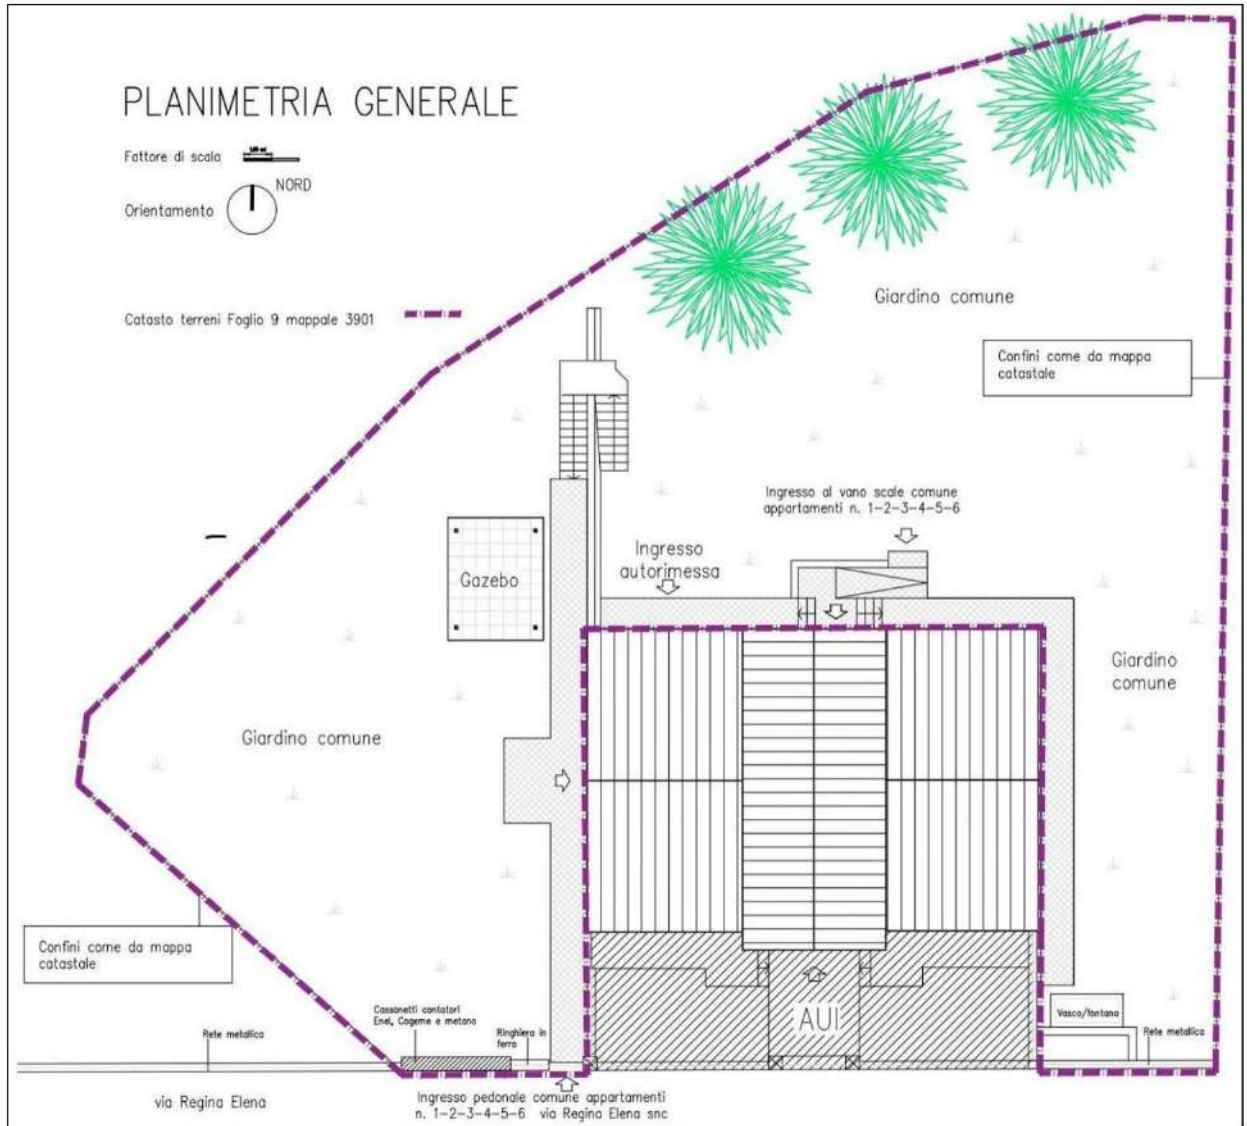 PLANIMETRIA GENERALE
Fattore di scala
NORD
Orientamento
Catasto terreni Foglio 9 mappale 3901
Giardino comune
Confini come da mappa
catastale
Ingresso al vano scale comune
appartamenti n. 1-2-3-4-5-6
Ingresso
autorimessa
Gazebo
Giardino
comune
Giardino comune
Confini come da mappa
catastale
Cassonetti contatori
Enel, Cogeme e metano
Rete metallica
Ringhiera in
ferro
AUI
Vasca/fontana
Rete metallica
via Regina Elena
Ingresso pedonale comune appartamenti
n. 1-2-3-4-5-6 via Regina Elena snc